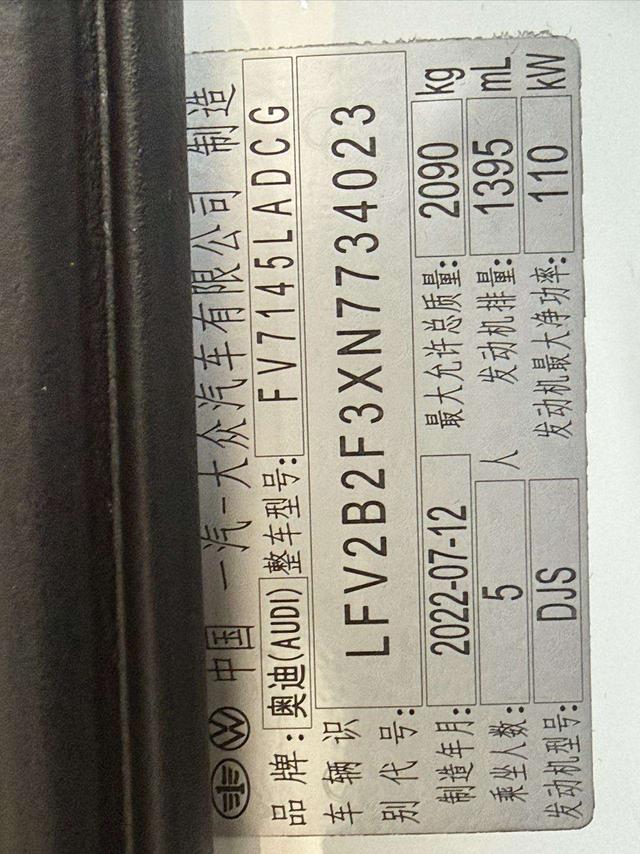 中国 一汽-大众汽车有限公司 制造
品牌: 奥迪(AUDI) 整车型号: FV7145LADCG
车辆识别代号: LFV2B2F3XN7734023
制造年月: 2022-07-12 最大允许总质量: 2090 kg
乘坐人数: 5 人 发动机排量: 1395 mL
发动机型号: DJS 发动机最大净功率: 110 kW